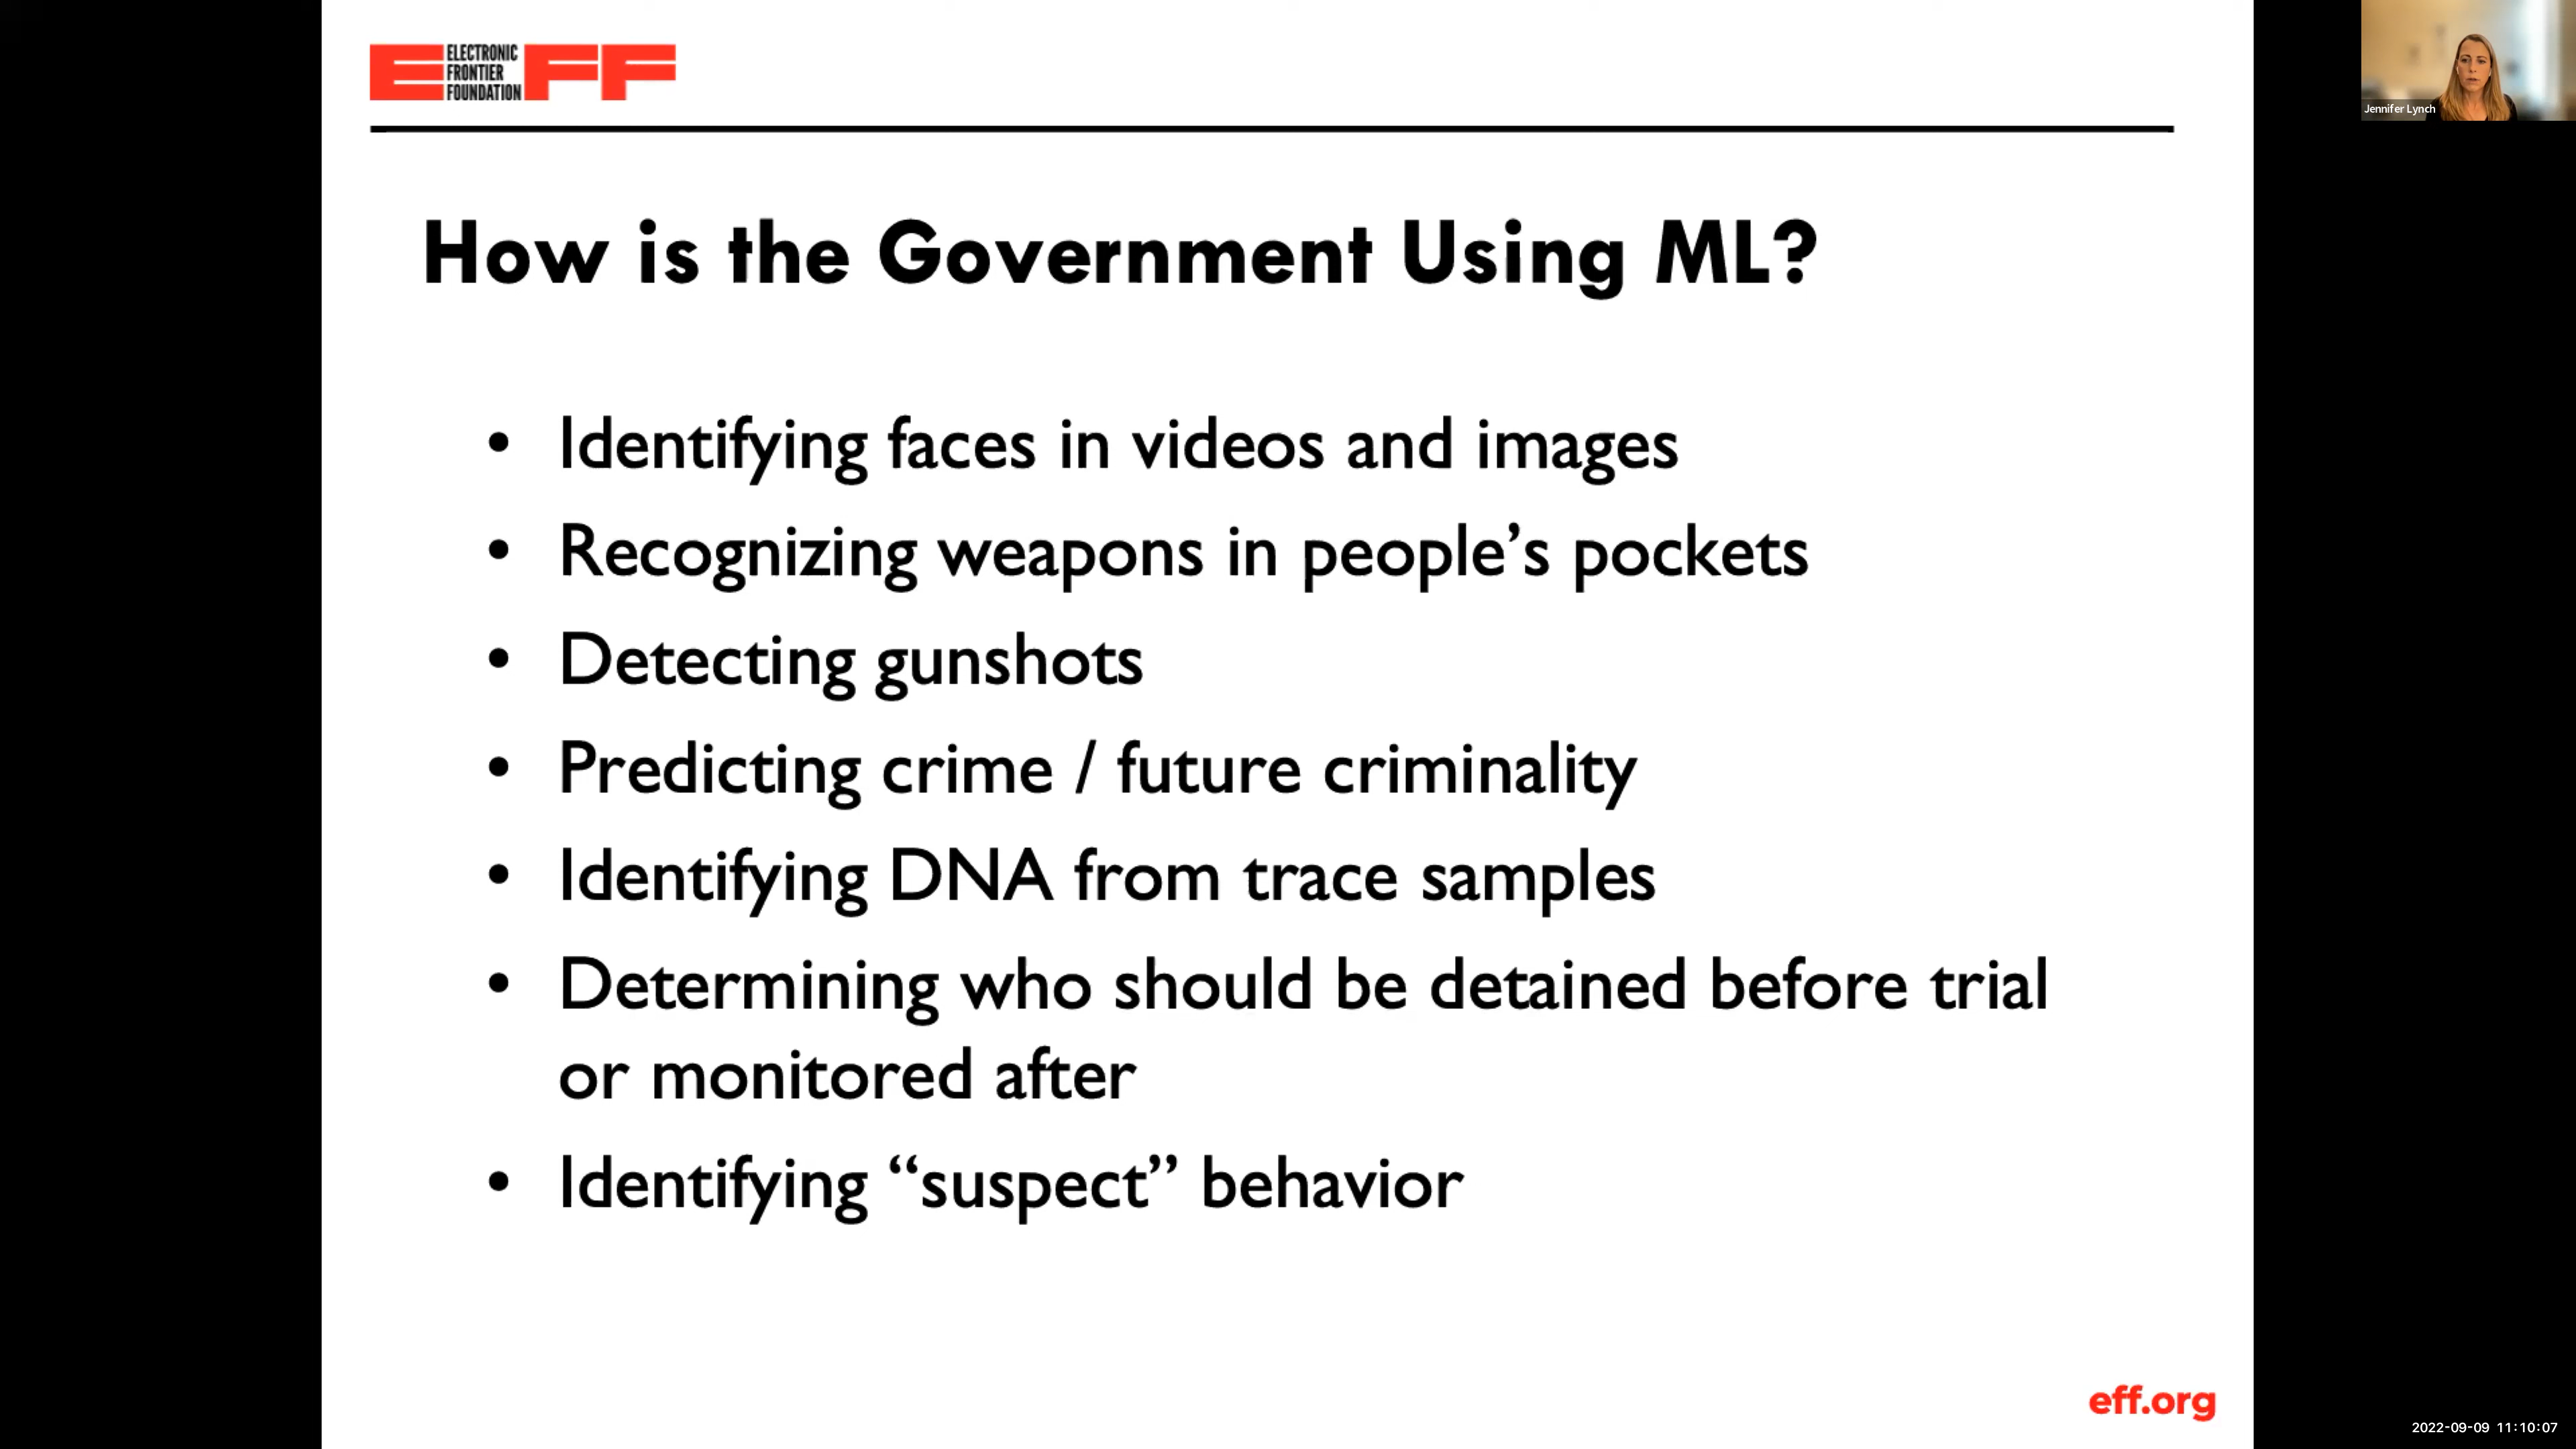 ELECTRONIC
FRONTIER
FOUNDATION
EFF
Jennifer Lynch
How is the Government Using ML?
• Identifying faces in videos and images
• Recognizing weapons in people’s pockets
• Detecting gunshots
• Predicting crime / future criminality
• Identifying DNA from trace samples
• Determining who should be detained before trial
or monitored after
• Identifying “suspect” behavior
eff.org
2022-09-09 11:10:07